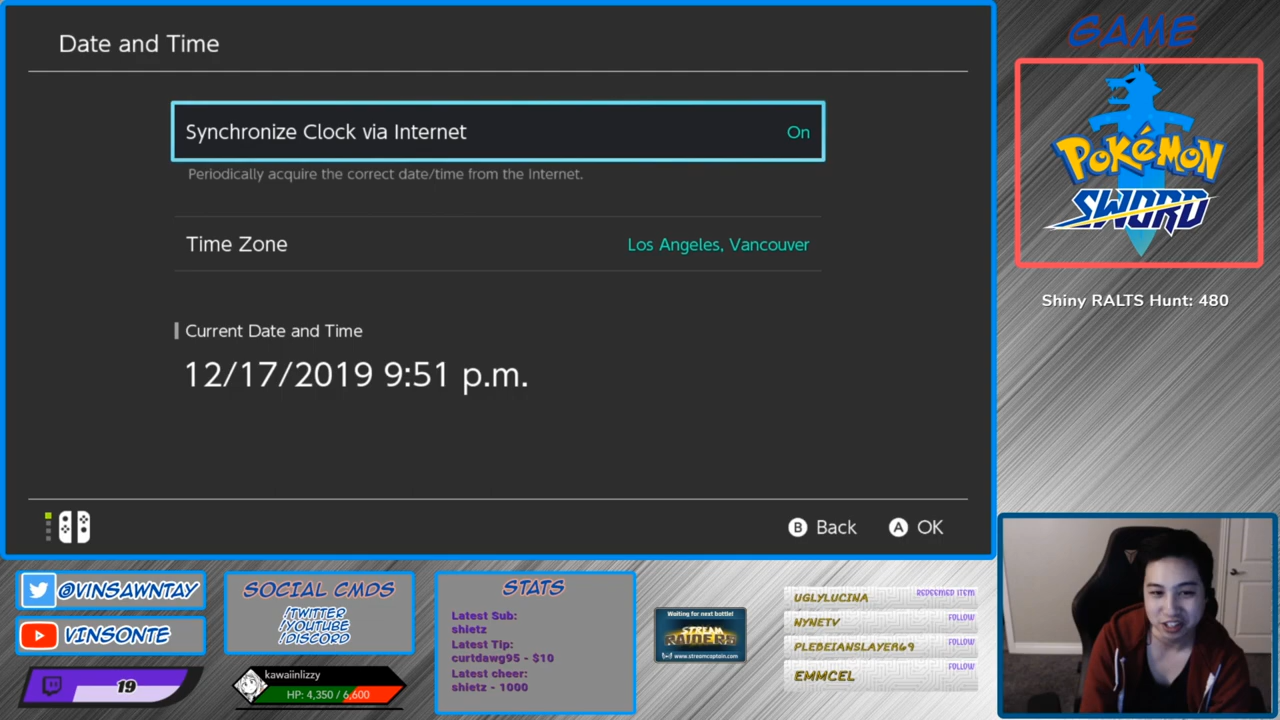 Date and Time
Synchronize Clock via Internet On
Periodically acquire the correct date/time from the Internet.
Time Zone Los Angeles, Vancouver
Current Date and Time
12/17/2019 9:51 p.m.
B Back A OK
GAME
POKÉMON
SWORD
Shiny RALTS Hunt: 480
@VINSAWNTAY
VINSONTE
19
SOCIAL CMDS
/TWITTER
/YOUTUBE
/DISCORD
kawaiinlizzy
HP: 4,350 / 6,600
STATS
Latest Sub:
shietz
Latest Tip:
curtdawg95 - $10
Latest cheer:
shietz - 1000
Waiting for next battle!
STREAM
RAIDERS
www.streamcaptain.com
UGLYLUCINA REDEEMED ITEM
NYNETV FOLLOW
PLEBEIANSLAYER69 FOLLOW
EMMCEL FOLLOW